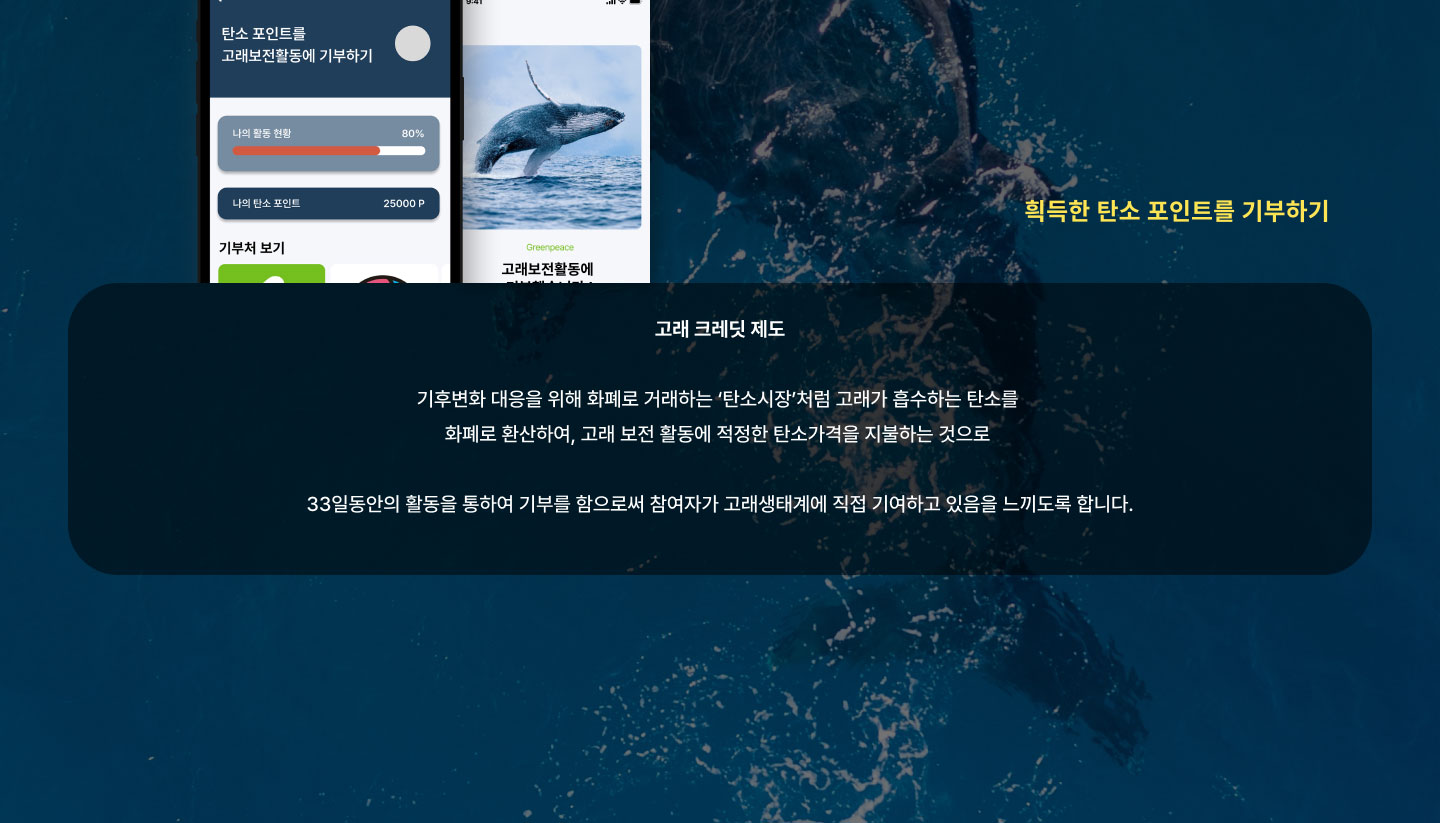 9:41
탄소 포인트를
고래보전활동에 기부하기
나의 활동 현황 80%
나의 탄소 포인트 25000 P
기부처 보기
Greenpeace
고래보전활동에
획득한 탄소 포인트를 기부하기
고래 크레딧 제도
기후변화 대응을 위해 화폐로 거래하는 ‘탄소시장’처럼 고래가 흡수하는 탄소를
화폐로 환산하여, 고래 보전 활동에 적정한 탄소가격을 지불하는 것으로
33일동안의 활동을 통하여 기부를 함으로써 참여자가 고래생태계에 직접 기여하고 있음을 느끼도록 합니다.